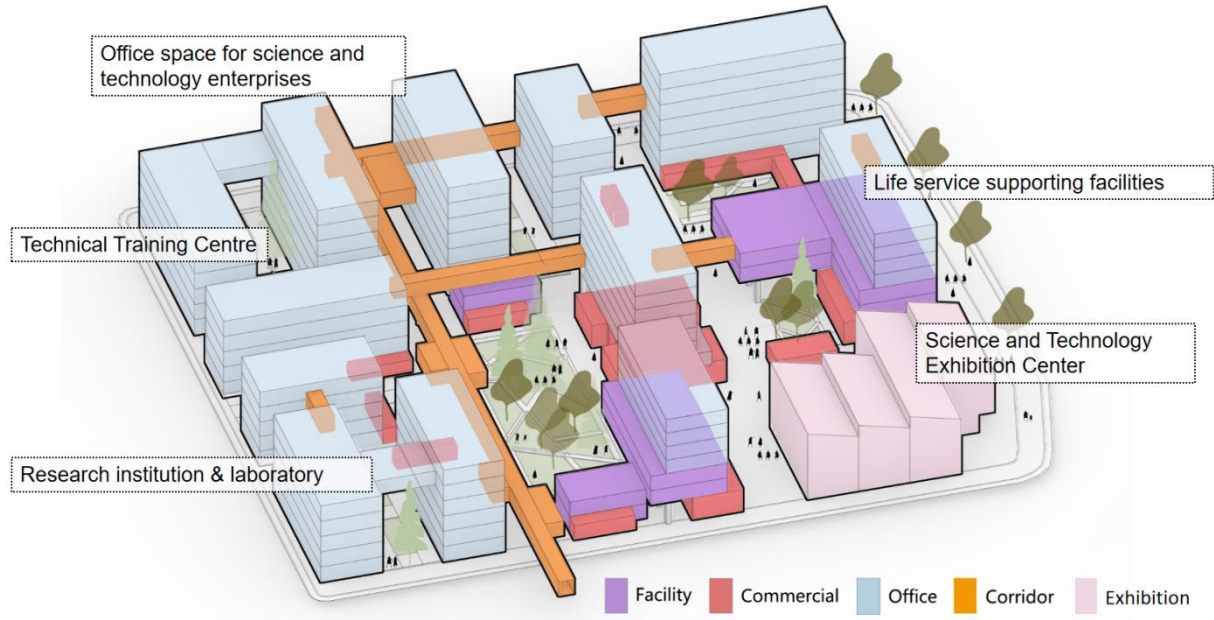 Office space for science and
technology enterprises
Life service supporting facilities
Technical Training Centre
Science and Technology
Exhibition Center
Research institution & laboratory
Facility
Commercial
Office
Corridor
Exhibition